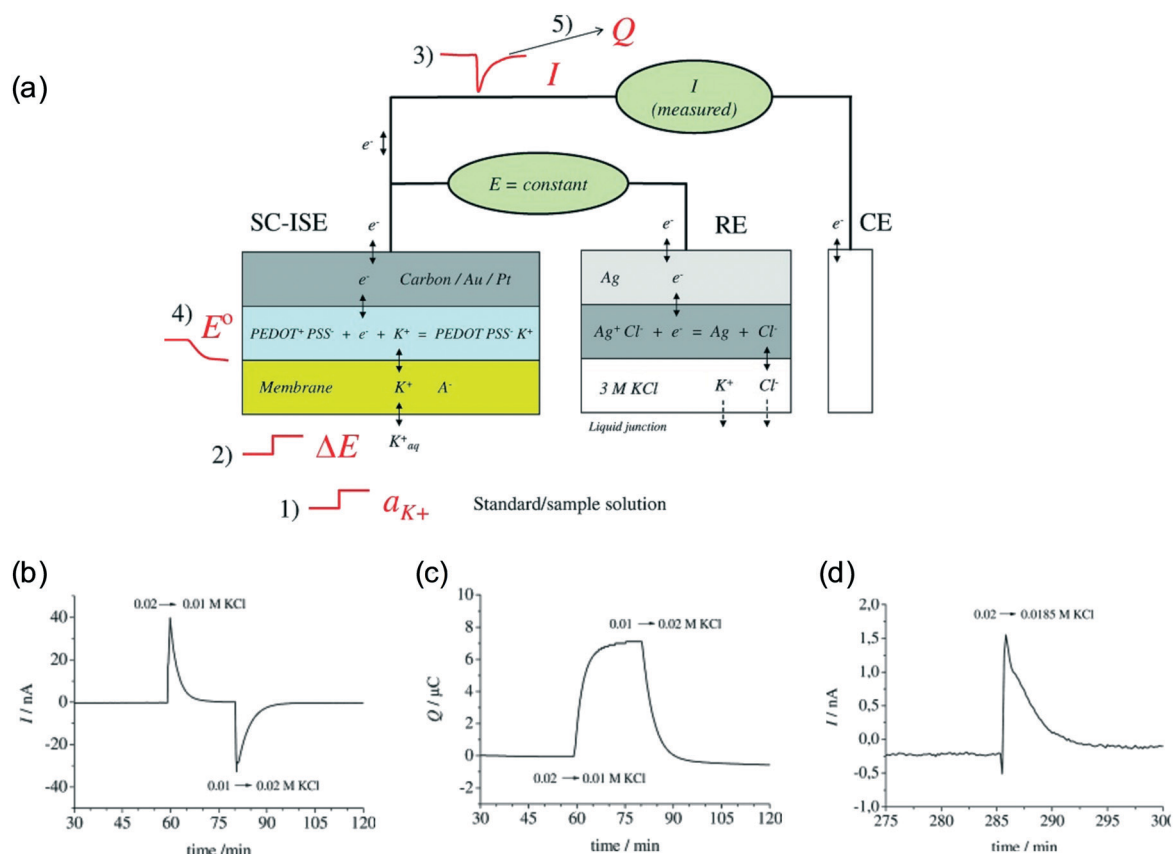 (a)
5)
Q
3)
I
I
(measured)
e-
E = constant
SC-ISE
RE
CE
e-
e-
e-
Carbon / Au / Pt
e-
Ag
e-
4)
E°
PEDOT+ PSS- + e- + K+ = PEDOT PSS- K+
Ag+ Cl- + e- = Ag + Cl-
Membrane
K+
A-
3 M KCl
K+
Cl-
Liquid junction
2)
ΔE
K+aq
1)
aK+
Standard/sample solution
(b)
0.02 → 0.01 M KCl
I / nA
40
20
0
-20
-40
0.01 → 0.02 M KCl
30 45 60 75 90 105 120
time /min
(c)
10
8
6
4
2
0
-2
Q / μC
0.01 → 0.02 M KCl
0.02 → 0.01 M KCl
30 45 60 75 90 105 120
time / min
(d)
2,0
1,5
1,0
0,5
0,0
-0,5
-1,0
I / nA
0.02 → 0.0185 M KCl
275 280 285 290 295 300
time / min